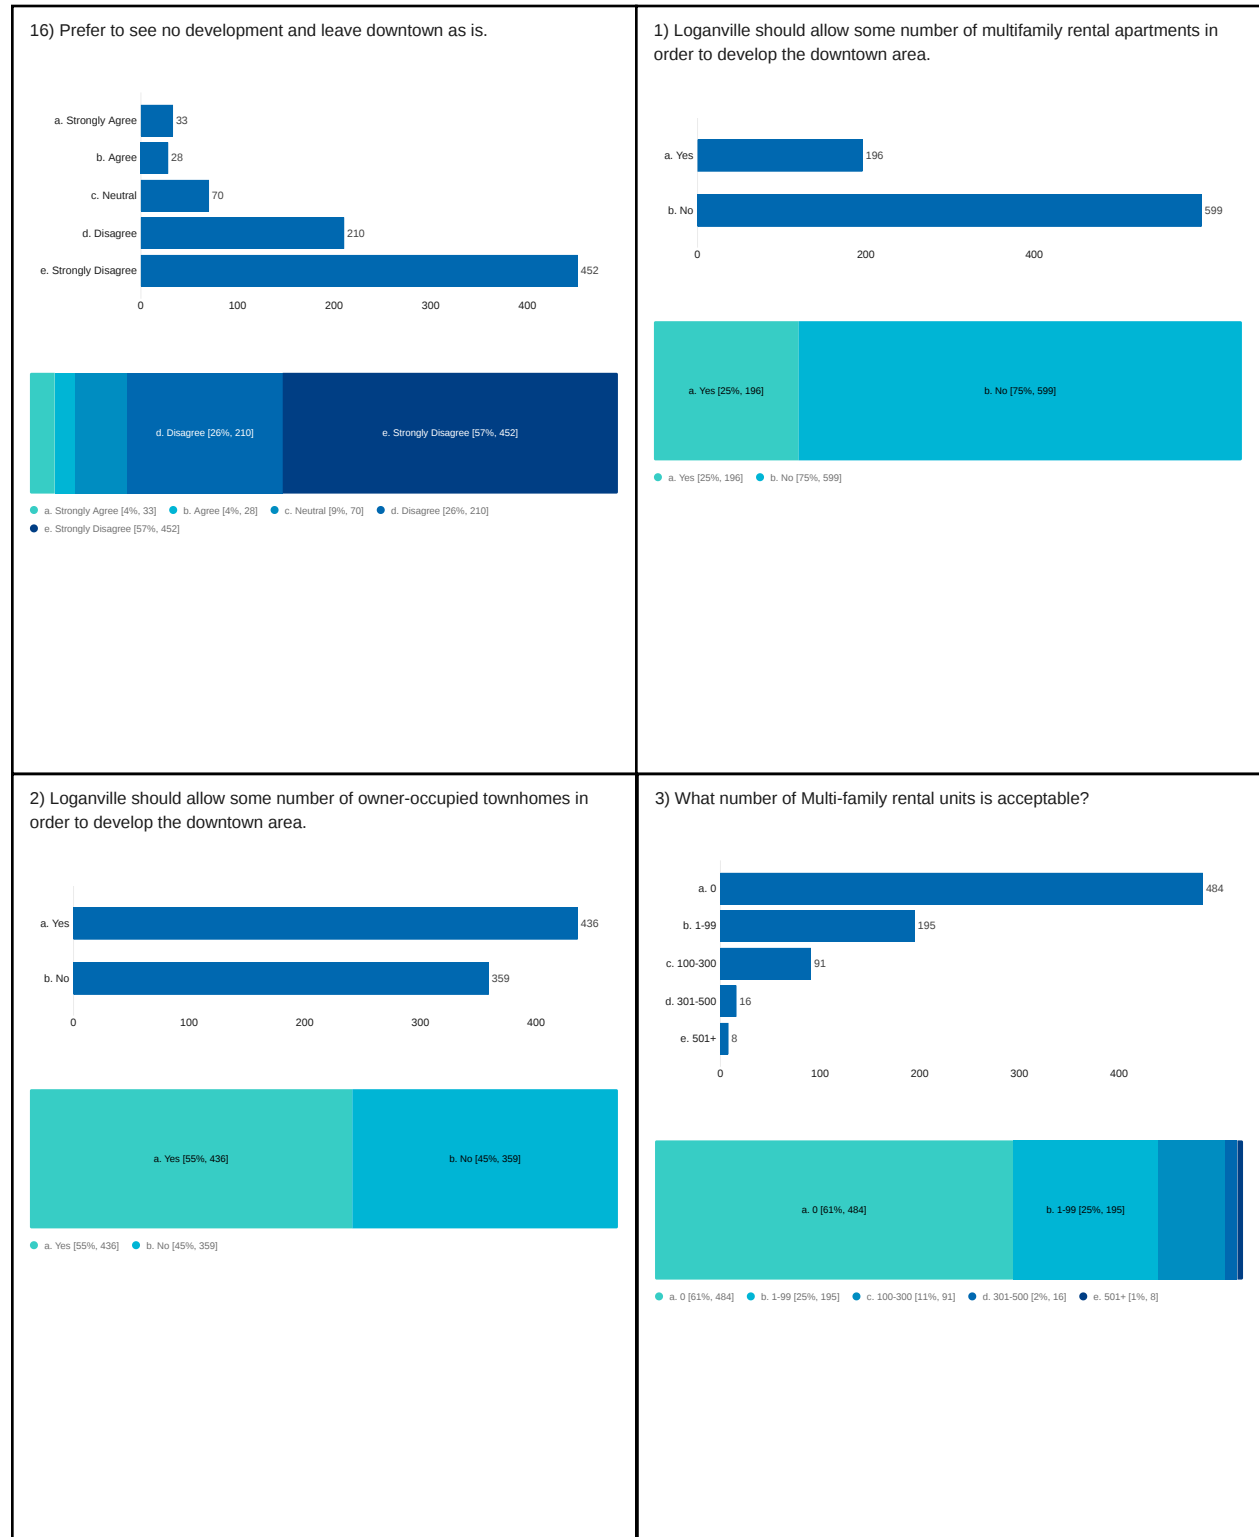 16) Prefer to see no development and leave downtown as is.
a. Strongly Agree 33
b. Agree 28
c. Neutral 70
d. Disagree 210
e. Strongly Disagree 452
0 100 200 300 400
d. Disagree [26%, 210] e. Strongly Disagree [57%, 452]
a. Strongly Agree [4%, 33] b. Agree [4%, 28] c. Neutral [9%, 70] d. Disagree [26%, 210]
e. Strongly Disagree [57%, 452]
1) Loganville should allow some number of multifamily rental apartments in
order to develop the downtown area.
a. Yes 196
b. No 599
0 200 400
a. Yes [25%, 196] b. No [75%, 599]
a. Yes [25%, 196] b. No [75%, 599]
2) Loganville should allow some number of owner-occupied townhomes in
order to develop the downtown area.
a. Yes 436
b. No 359
0 100 200 300 400
a. Yes [55%, 436] b. No [45%, 359]
a. Yes [55%, 436] b. No [45%, 359]
3) What number of Multi-family rental units is acceptable?
a. 0 484
b. 1-99 195
c. 100-300 91
d. 301-500 16
e. 501+ 8
0 100 200 300 400
a. 0 [61%, 484] b. 1-99 [25%, 195]
a. 0 [61%, 484] b. 1-99 [25%, 195] c. 100-300 [11%, 91] d. 301-500 [2%, 16] e. 501+ [1%, 8]